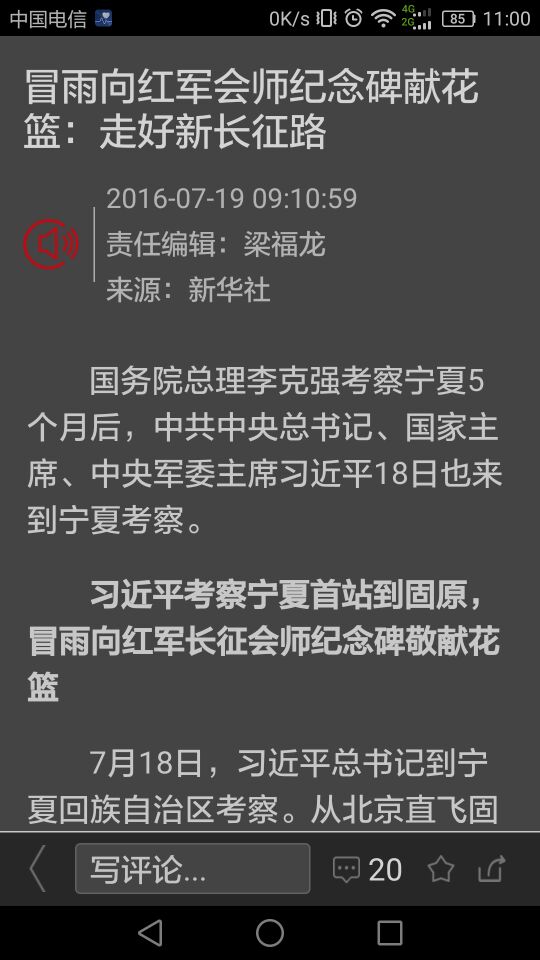 中国电信 0K/s 4G 2G 85 11:00
冒雨向红军会师纪念碑献花
篮：走好新长征路
2016-07-19 09:10:59
责任编辑：梁福龙
来源：新华社
国务院总理李克强考察宁夏5
个月后，中共中央总书记、国家主
席、中央军委主席习近平18日也来
到宁夏考察。
习近平考察宁夏首站到固原，
冒雨向红军长征会师纪念碑敬献花
篮
7月18日，习近平总书记到宁
夏回族自治区考察。从北京直飞固
写评论... 20